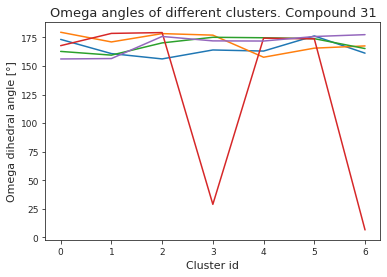 Omega angles of different clusters. Compound 31
175
150
125
100
75
50
25
0
Omega dihedral angle [°]
0 1 2 3 4 5 6
Cluster id